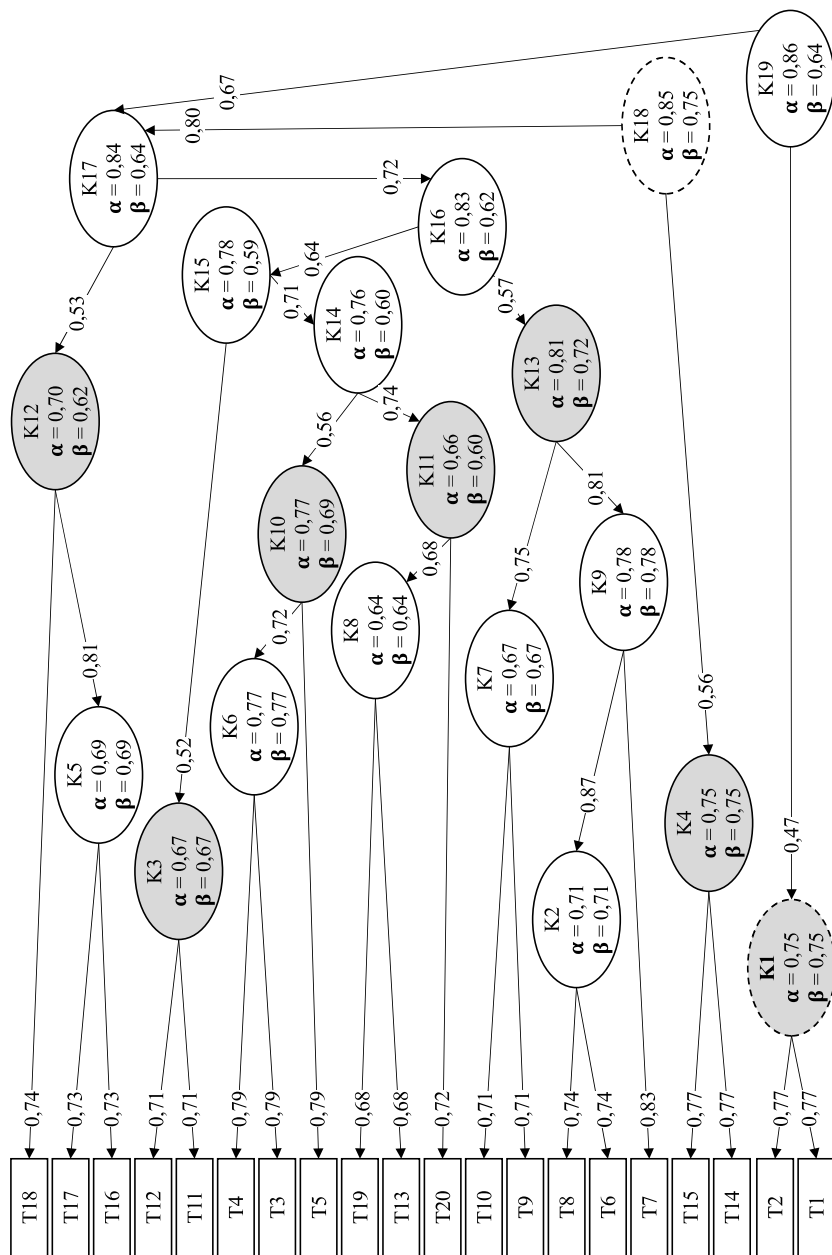 T18
T17
T16
T12
T11
T4
T3
T5
T19
T13
T20
T10
T9
T8
T6
T7
T15
T14
T2
T1
0,74
0,73
0,73
0,71
0,71
0,79
0,79
0,79
0,68
0,68
0,72
0,71
0,71
0,74
0,74
0,83
0,77
0,77
0,77
0,77
K1
α = 0,75
β = 0,75
K2
α = 0,71
β = 0,71
K3
α = 0,67
β = 0,67
K4
α = 0,75
β = 0,75
K5
α = 0,69
β = 0,69
K6
α = 0,77
β = 0,77
K7
α = 0,67
β = 0,67
K8
α = 0,64
β = 0,64
K9
α = 0,78
β = 0,78
K10
α = 0,77
β = 0,69
K11
α = 0,66
β = 0,60
K12
α = 0,70
β = 0,62
K13
α = 0,81
β = 0,72
K14
α = 0,76
β = 0,60
K15
α = 0,78
β = 0,59
K16
α = 0,83
β = 0,62
K17
α = 0,84
β = 0,64
K18
α = 0,85
β = 0,75
K19
α = 0,86
β = 0,64
0,81
0,52
0,72
0,68
0,75
0,87
0,81
0,56
0,47
0,53
0,56
0,74
0,71
0,64
0,57
0,72
0,80
0,67